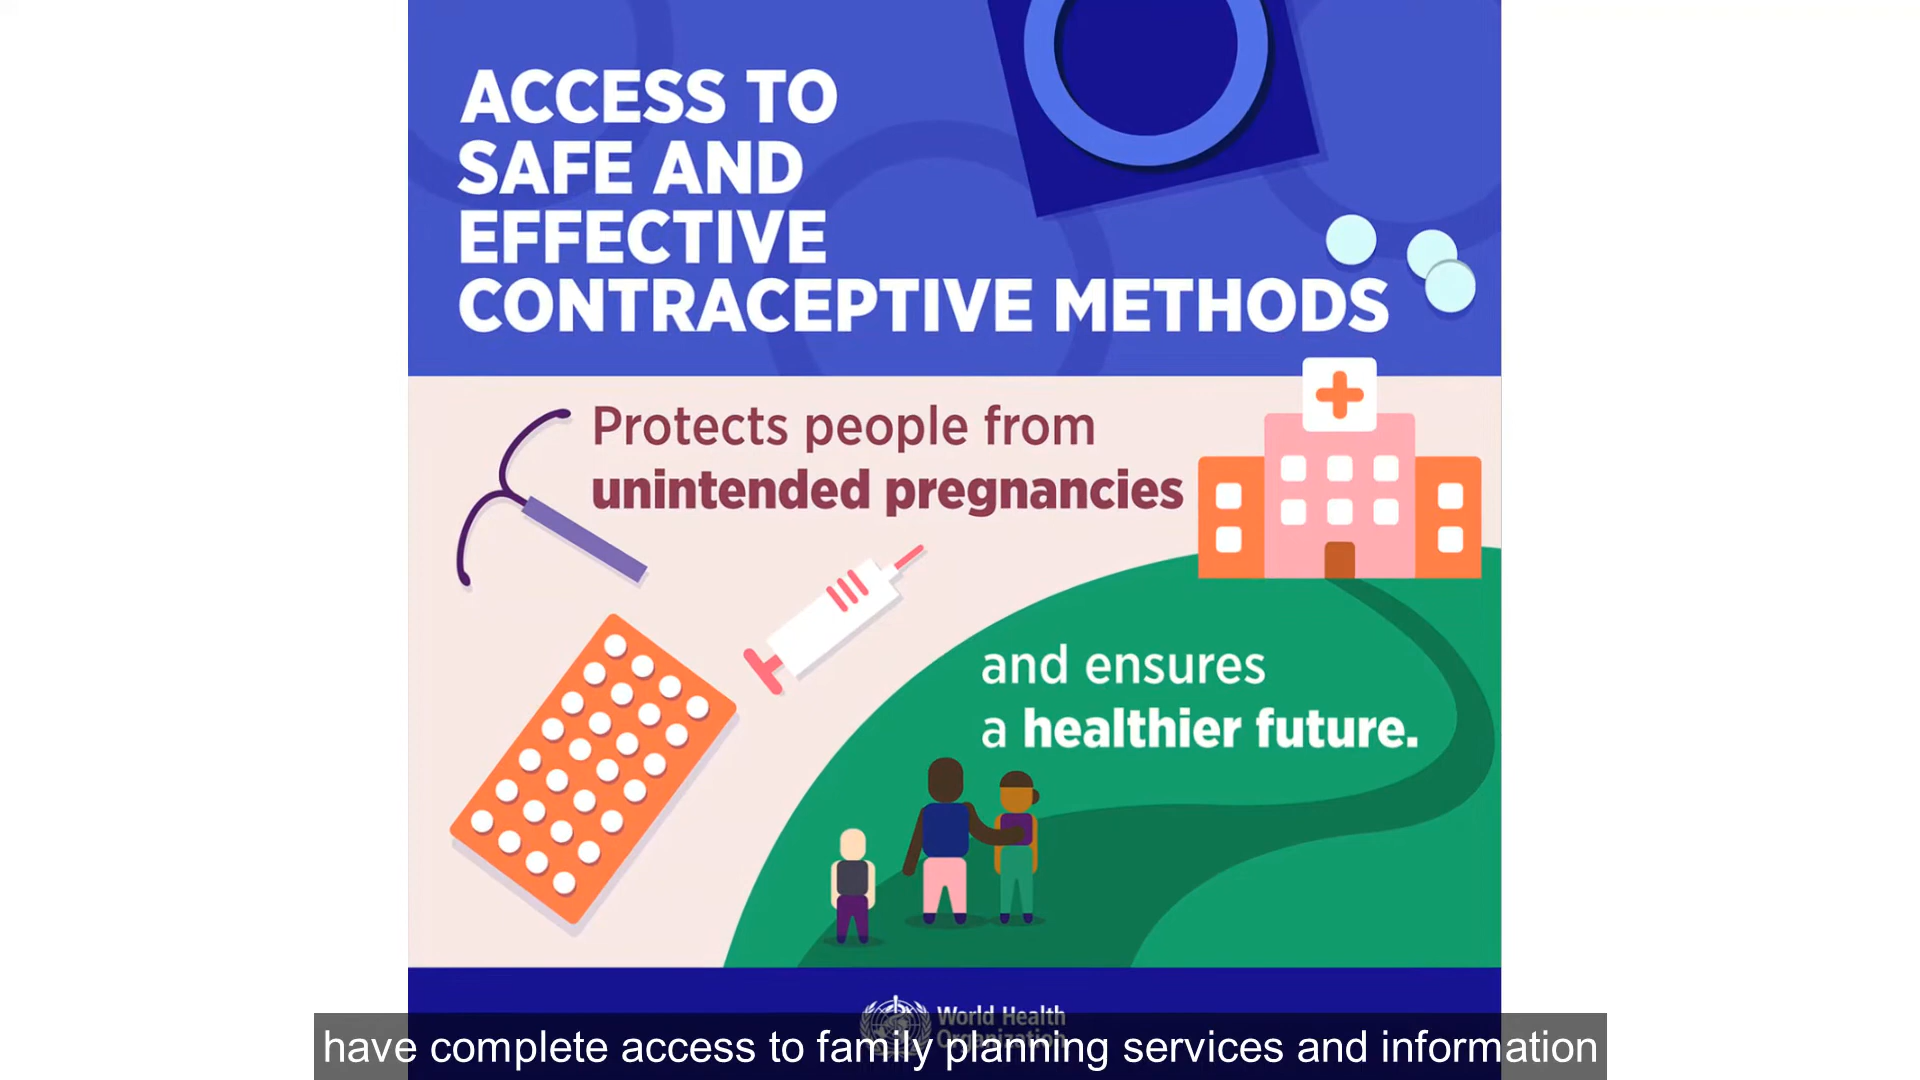 ACCESS TO
SAFE AND
EFFECTIVE
CONTRACEPTIVE METHODS
Protects people from
unintended pregnancies
and ensures
a healthier future.
World Health
Organization
have complete access to family planning services and information